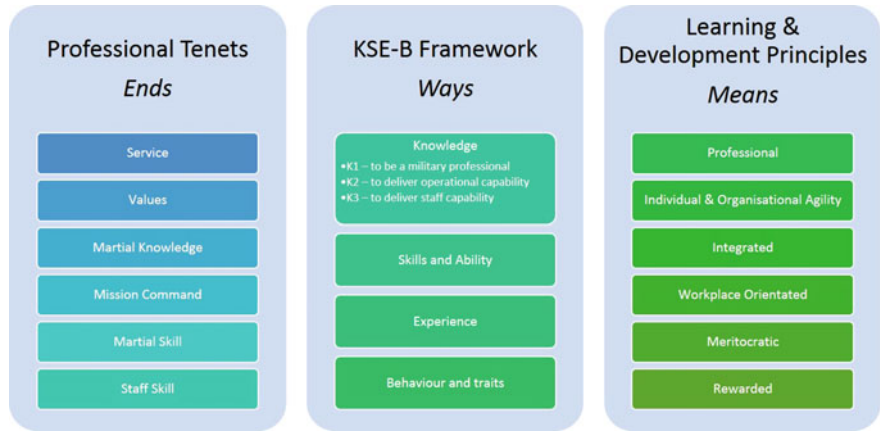 Professional Tenets
Ends
Service
Values
Martial Knowledge
Mission Command
Martial Skill
Staff Skill
KSE-B Framework
Ways
Knowledge
•K1 – to be a military professional
•K2 – to deliver operational capability
•K3 – to deliver staff capability
Skills and Ability
Experience
Behaviour and traits
Learning &
Development Principles
Means
Professional
Individual & Organisational Agility
Integrated
Workplace Orientated
Meritocratic
Rewarded